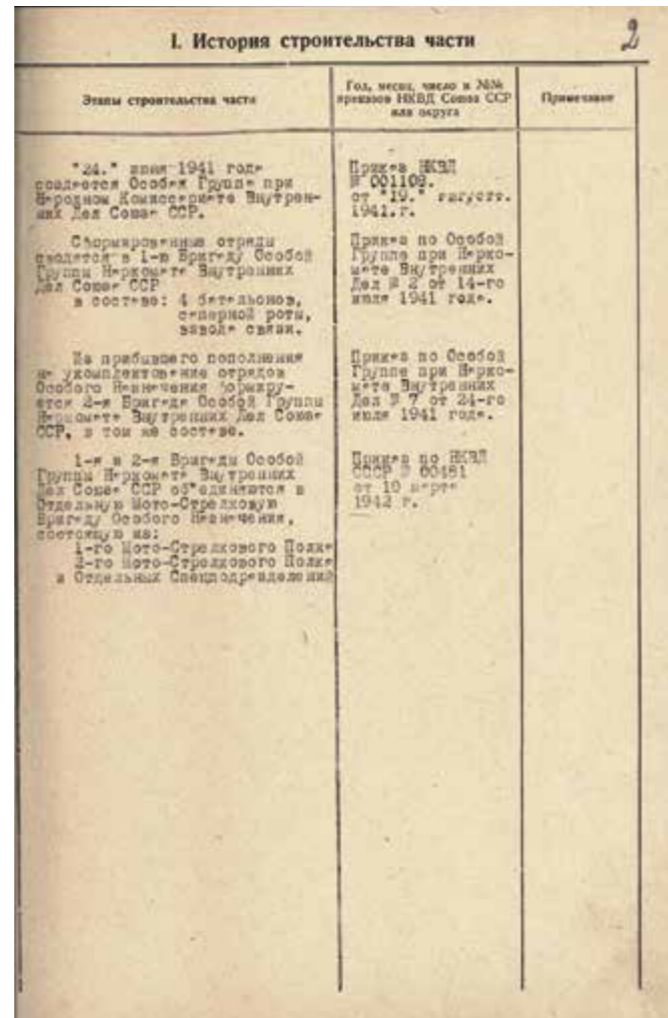 2
I. История строительства части
Этапы строительства части
Год, месяц, число и №№
приказов НКВД Союза ССР
или округа
Примечание
"24." июня 1941 года
создается Особая Группа при
Народном Комиссариате Внутрен-
них Дел Союза ССР.
Приказ НКВД
№ 001108.
от "19." августа.
1941.г.
Сформированные отряды
сводятся в 1-ю Бригаду Особой
Группы Наркомата Внутренних
Дел Союза ССР
в составе: 4 батальонов,
саперной роты,
взвода связи.
Приказ по Особой
Группе при Нарко-
мате Внутренних
Дел № 2 от 14-го
июля 1941 года.
Из прибывшего пополнения
на укомплектование отрядов
Особого Назначения формиру-
ется 2-я Бригада Особой Группы
Наркомата Внутренних Дел Союза
ССР, в том же составе.
Приказ по Особой
Группе при Нарко-
мате Внутренних
Дел № 7 от 24-го
июля 1941 года.
1-я и 2-я Бригады Особой
Группы Наркомата Внутренних
Дел Союза ССР об"единяются в
Отдельную Мото-Стрелковую
Бригаду Особого Назначения,
состоящую из:
1-го Мото-Стрелкового Полка
2-го Мото-Стрелкового Полка
и Отдельных Спецподразделений
Приказ по НКВД
СССР № 00481
от 10 марта
1942 г.